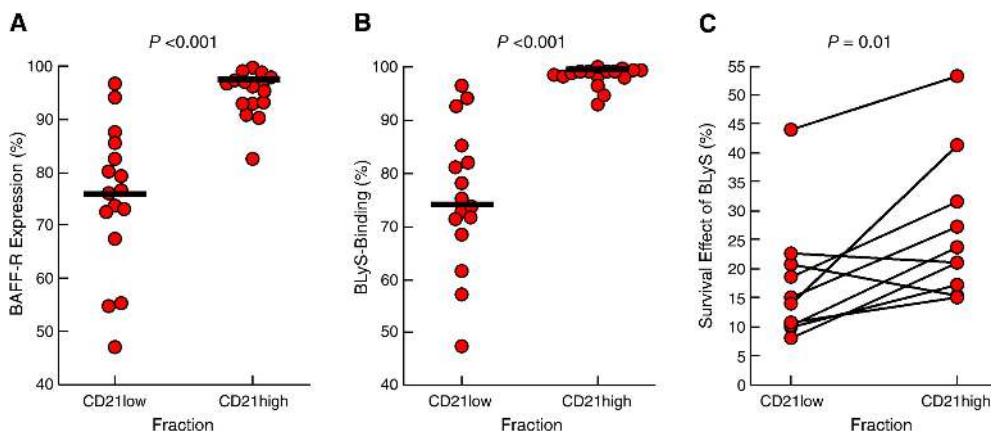 A
P <0.001
BAFF-R Expression (%)
100
90
80
70
60
50
40
CD21low
CD21high
Fraction
B
P <0.001
BLyS-Binding (%)
100
90
80
70
60
50
40
CD21low
CD21high
Fraction
C
P = 0.01
Survival Effect of BLyS (%)
55
50
45
40
35
30
25
20
15
10
5
0
CD21low
CD21high
Fraction